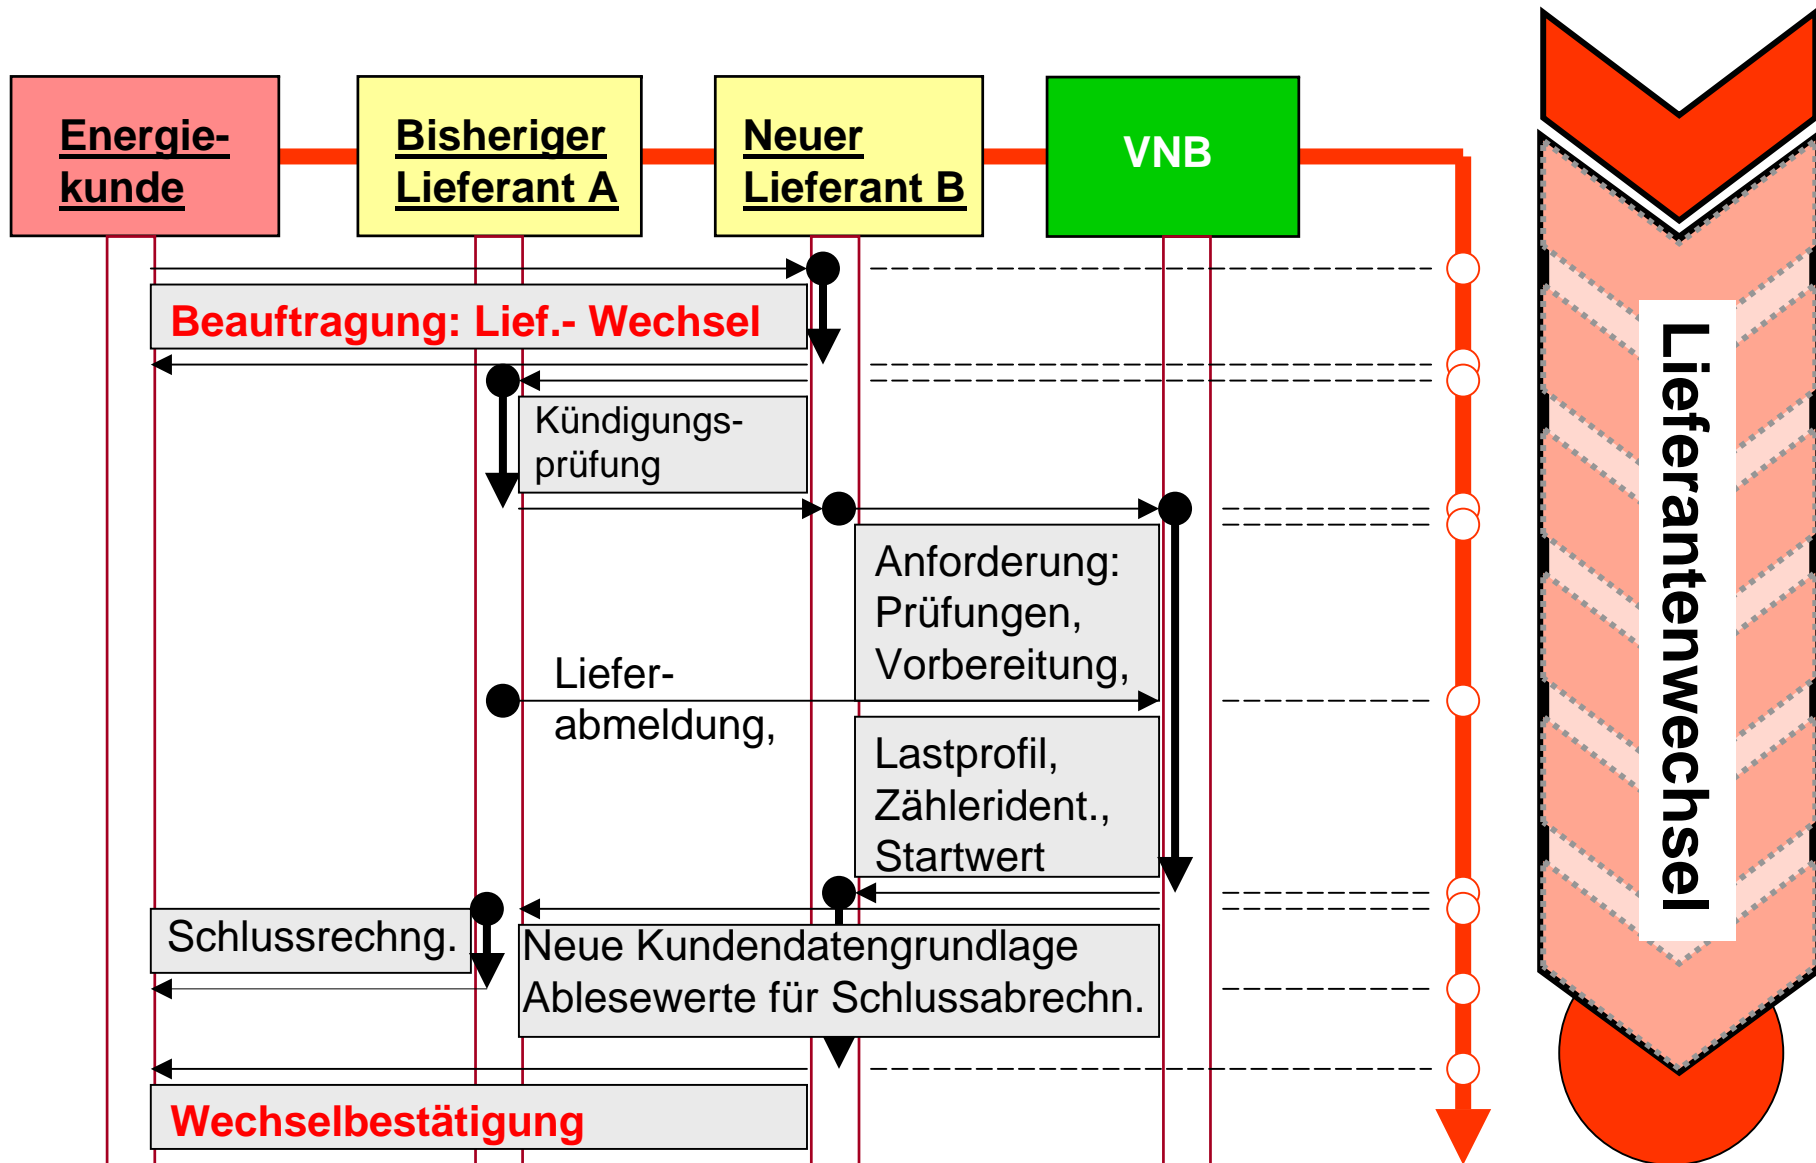 Energie-
kunde
Bisheriger
Lieferant A
Neuer
Lieferant B
VNB
Beauftragung: Lief.- Wechsel
Kündigungs-
prüfung
Anforderung:
Prüfungen,
Vorbereitung,
Liefer-
abmeldung,
Lastprofil,
Zählerident.,
Startwert
Schlussrechng.
Neue Kundendatengrundlage
Ablesewerte für Schlussabrechn.
Wechselbestätigung
Lieferantenwechsel